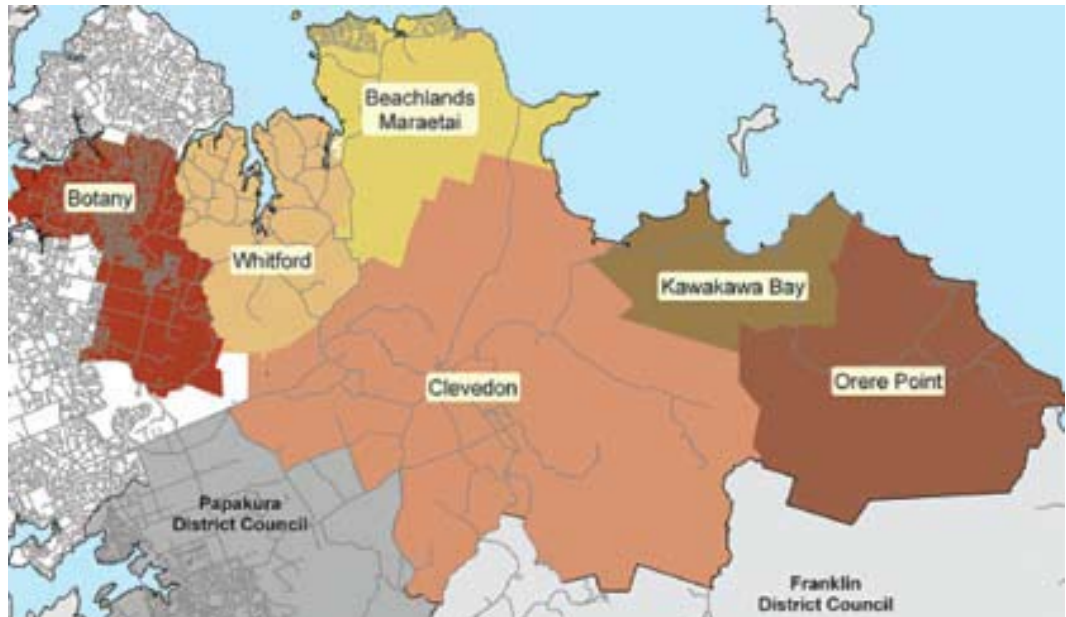 Beachlands
Maraetai
Botany
Whitford
Kawakawa Bay
Clevedon
Orere Point
Papakura
District Council
Franklin
District Council